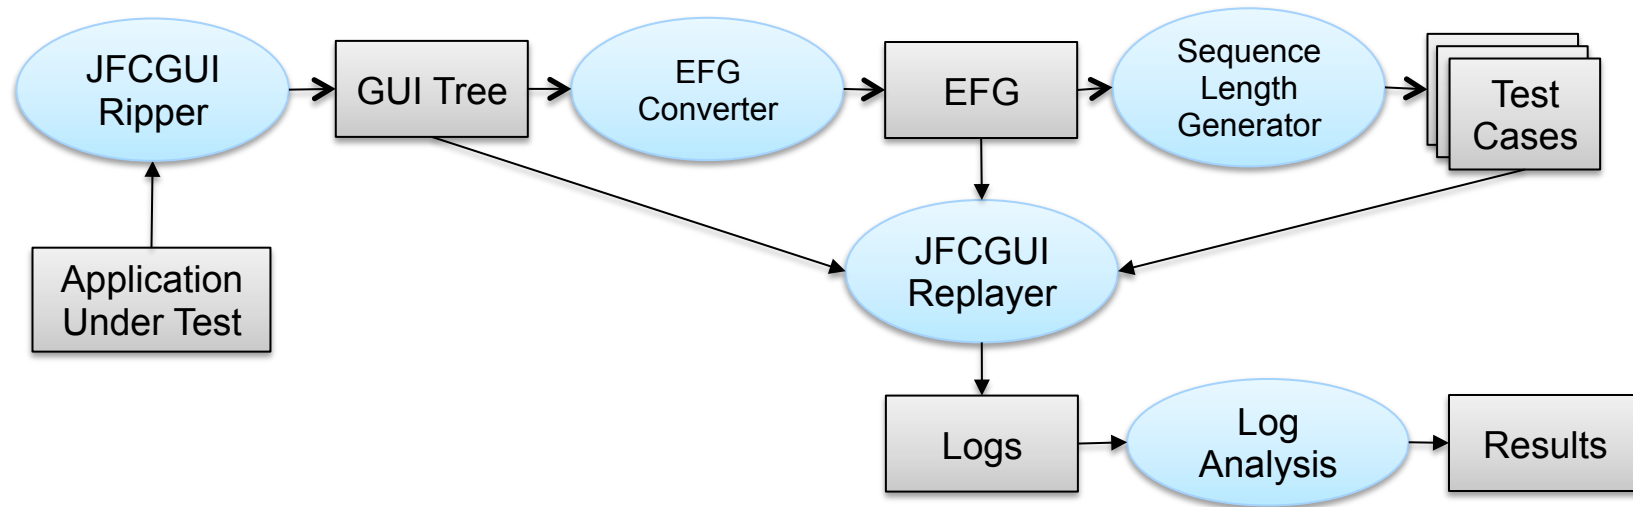 JFCGUI
Ripper
GUI Tree
EFG
Converter
EFG
Sequence
Length
Generator
Test
Cases
Application
Under Test
JFCGUI
Replayer
Logs
Log
Analysis
Results